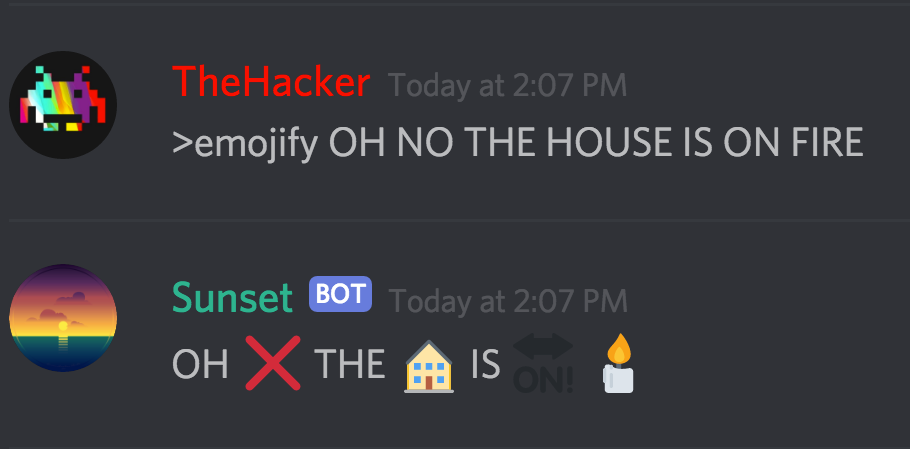 TheHacker Today at 2:07 PM
>emojify OH NO THE HOUSE IS ON FIRE
Sunset BOT Today at 2:07 PM
OH ❌ THE 🏠 IS ON! 🕯️